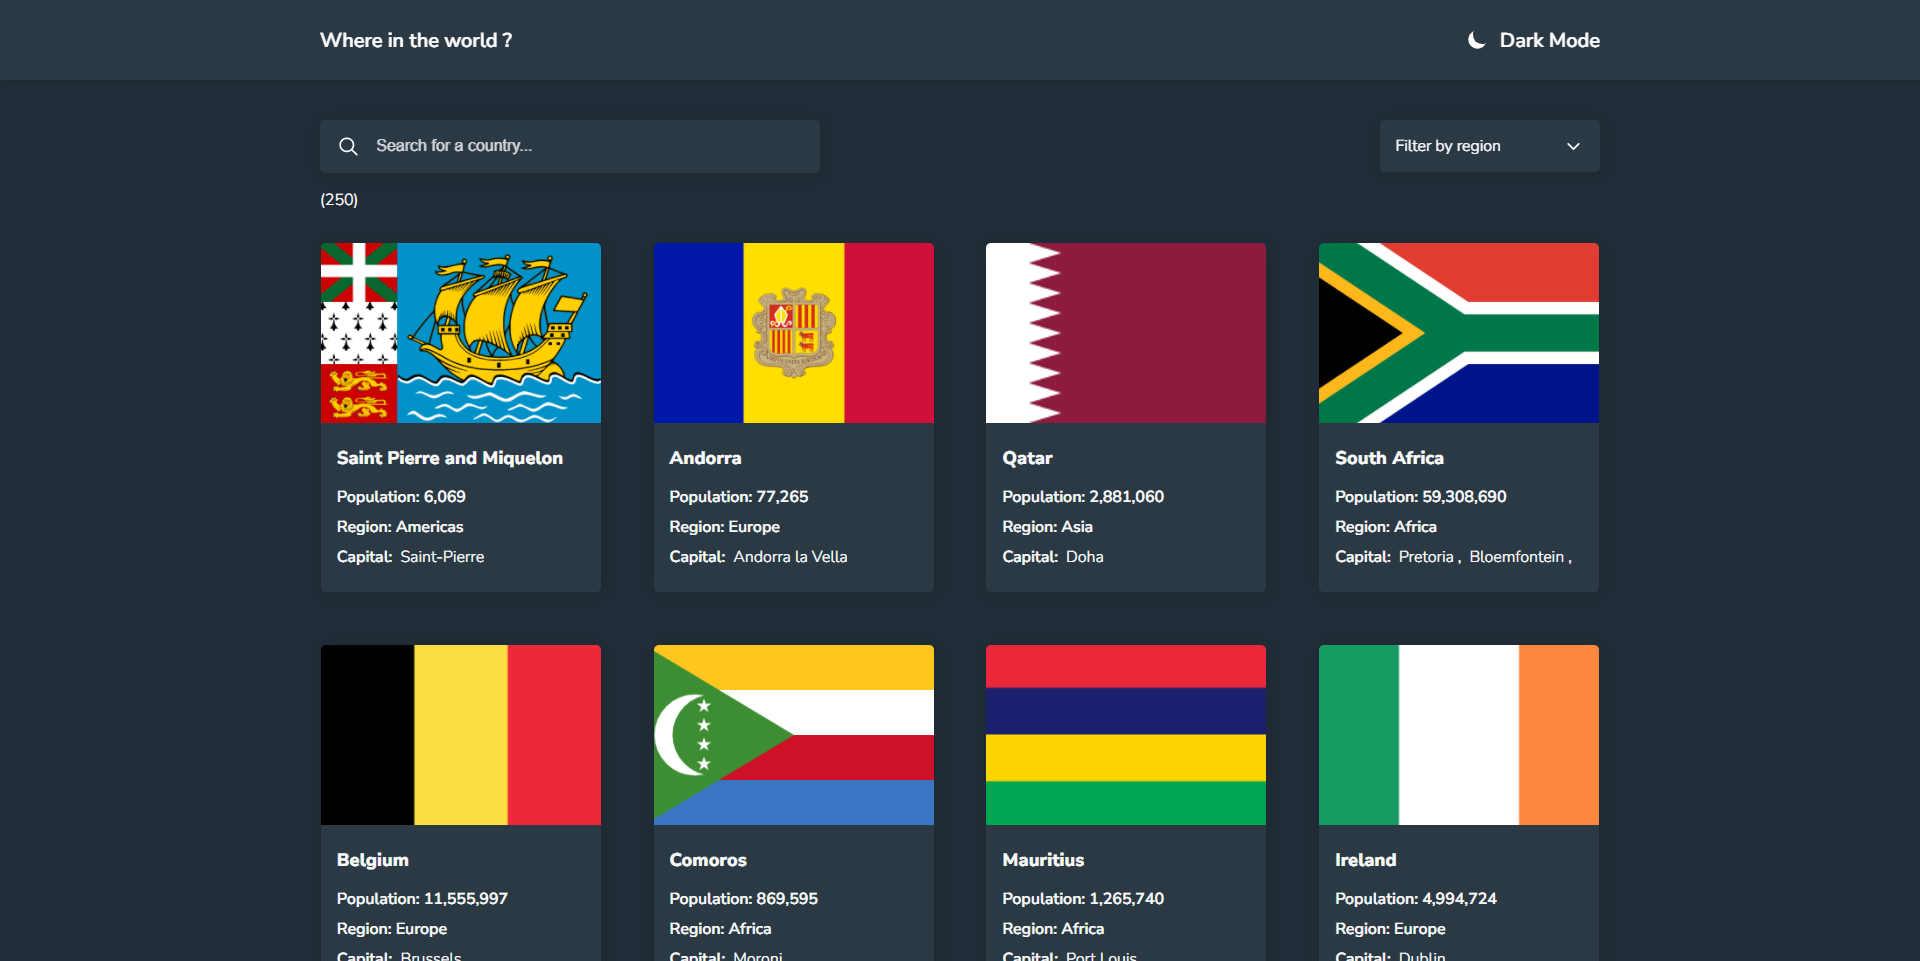 Where in the world ?
Dark Mode
Search for a country...
Filter by region
(250)
Saint Pierre and Miquelon
Population: 6,069
Region: Americas
Capital: Saint-Pierre
Andorra
Population: 77,265
Region: Europe
Capital: Andorra la Vella
Qatar
Population: 2,881,060
Region: Asia
Capital: Doha
South Africa
Population: 59,308,690
Region: Africa
Capital: Pretoria , Bloemfontein ,
Belgium
Population: 11,555,997
Region: Europe
Capital: Brussels
Comoros
Population: 869,595
Region: Africa
Capital: Moroni
Mauritius
Population: 1,265,740
Region: Africa
Capital: Port Louis
Ireland
Population: 4,994,724
Region: Europe
Capital: Dublin